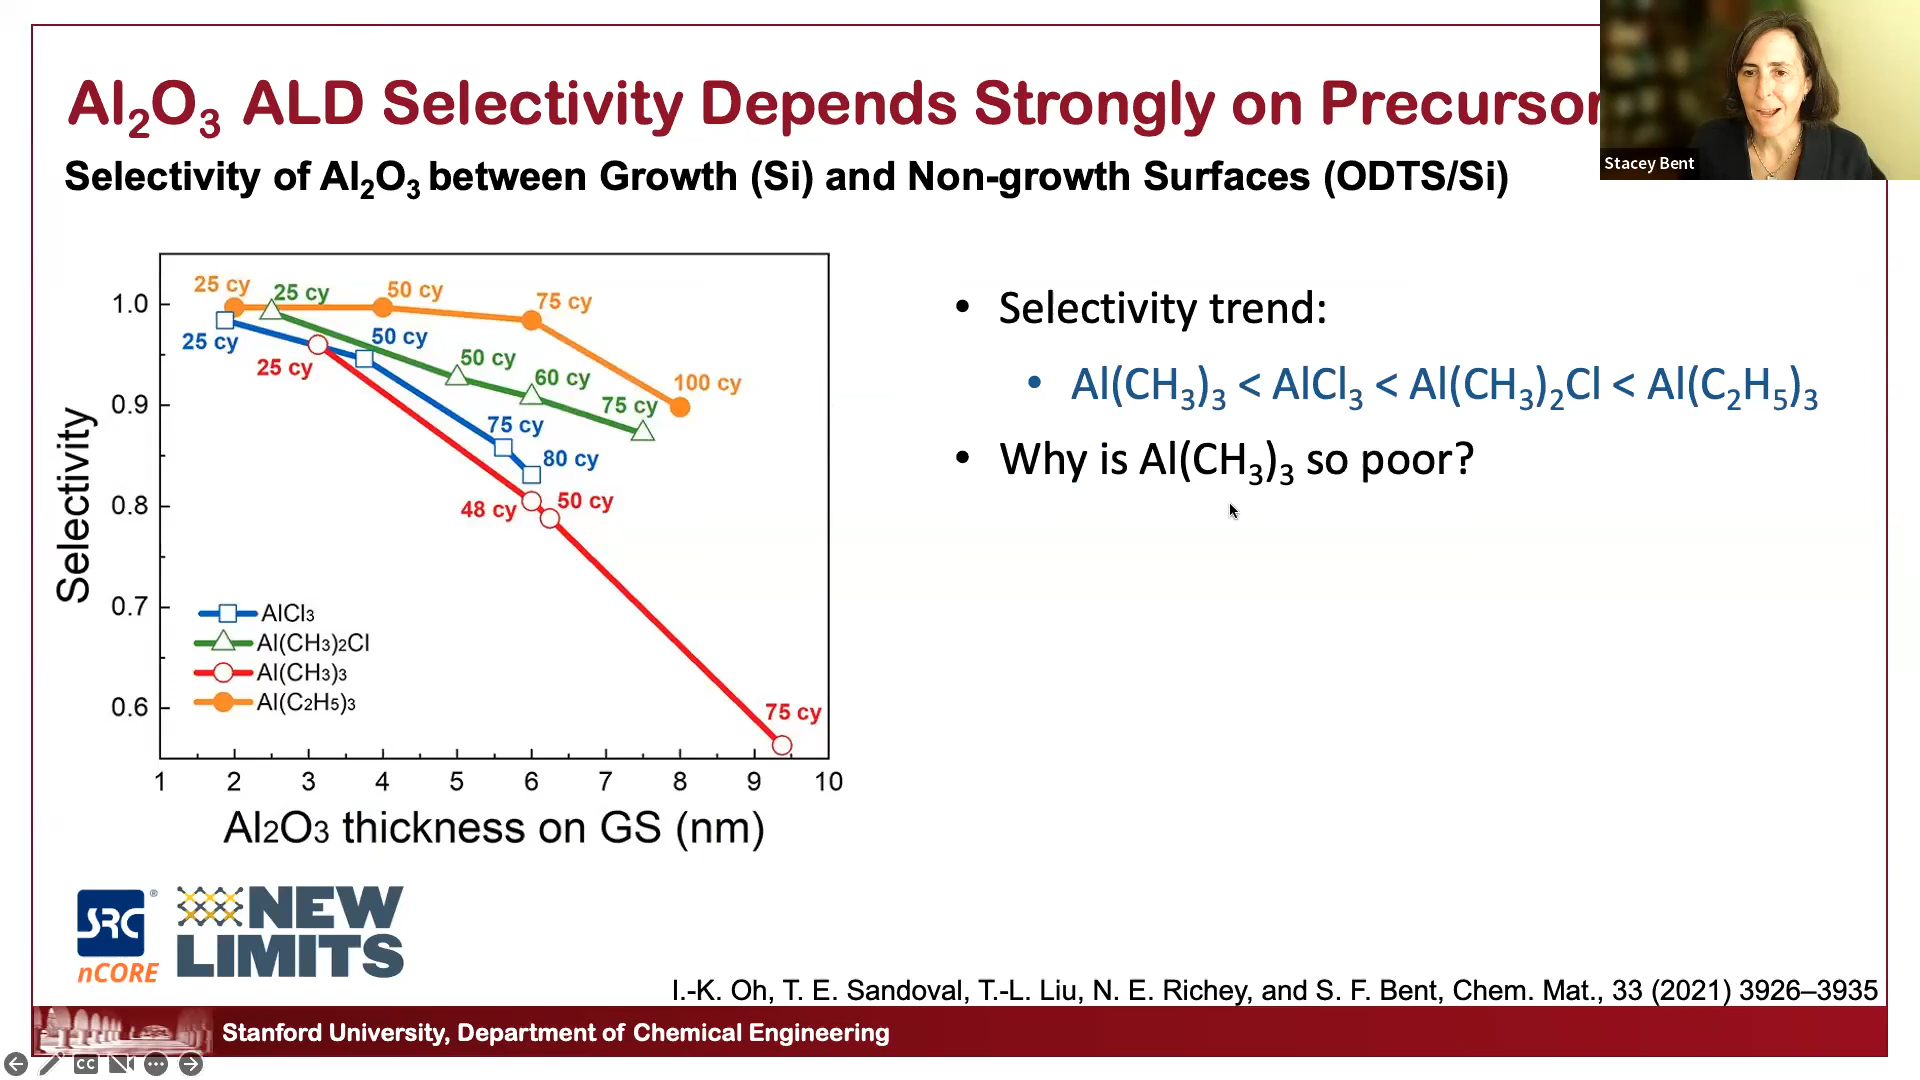 Al2O3 ALD Selectivity Depends Strongly on Precursor
Stacey Bent
Selectivity of Al2O3 between Growth (Si) and Non-growth Surfaces (ODTS/Si)
25 cy
25 cy
50 cy
75 cy
25 cy
50 cy
25 cy
50 cy
60 cy
100 cy
75 cy
75 cy
80 cy
48 cy
50 cy
75 cy
1.0
0.9
0.8
0.7
0.6
Selectivity
AlCl3
Al(CH3)2Cl
Al(CH3)3
Al(C2H5)3
1 2 3 4 5 6 7 8 9 10
Al2O3 thickness on GS (nm)
• Selectivity trend:
• Al(CH3)3 < AlCl3 < Al(CH3)2Cl < Al(C2H5)3
• Why is Al(CH3)3 so poor?
SRC®
nCORE
NEW
LIMITS
I.-K. Oh, T. E. Sandoval, T.-L. Liu, N. E. Richey, and S. F. Bent, Chem. Mat., 33 (2021) 3926–3935
Stanford University, Department of Chemical Engineering
CC